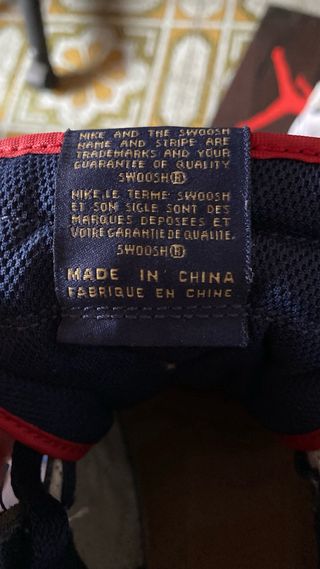 NIKE AND THE SWOOSH
NAME AND STRIPE ARE
TRADEMARKS AND YOUR
GUARANTEE OF QUALITY
SWOOSH®
NIKE, LE TERME SWOOSH
ET SON SIGLE SONT DES
MARQUES DEPOSEES ET
VOTRE GARANTIE DE QUALITE.
SWOOSH®
MADE IN CHINA
FABRIQUE EN CHINE